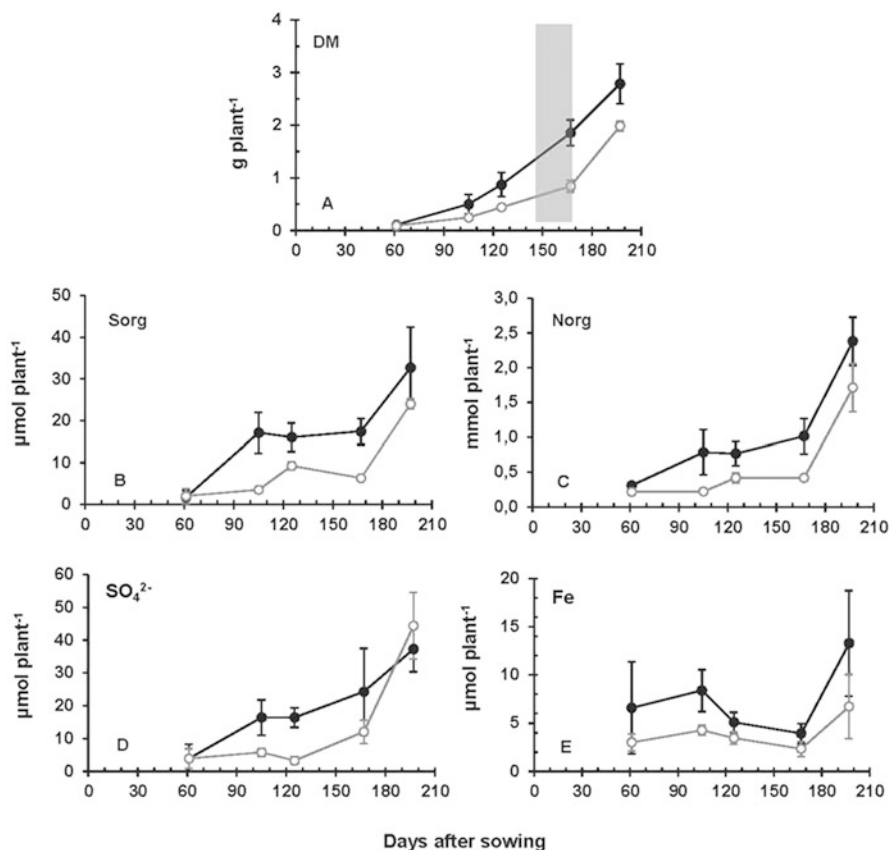 DM
g plant⁻¹
4
3
2
1
0
A
0 30 60 90 120 150 180 210
Sorg
µmol plant⁻¹
50
40
30
20
10
0
B
0 30 60 90 120 150 180 210
Norg
mmol plant⁻¹
3,0
2,5
2,0
1,5
1,0
0,5
0,0
C
0 30 60 90 120 150 180 210
SO₄²⁻
µmol plant⁻¹
60
50
40
30
20
10
0
D
0 30 60 90 120 150 180 210
Fe
µmol plant⁻¹
20
15
10
5
0
E
0 30 60 90 120 150 180 210
Days after sowing